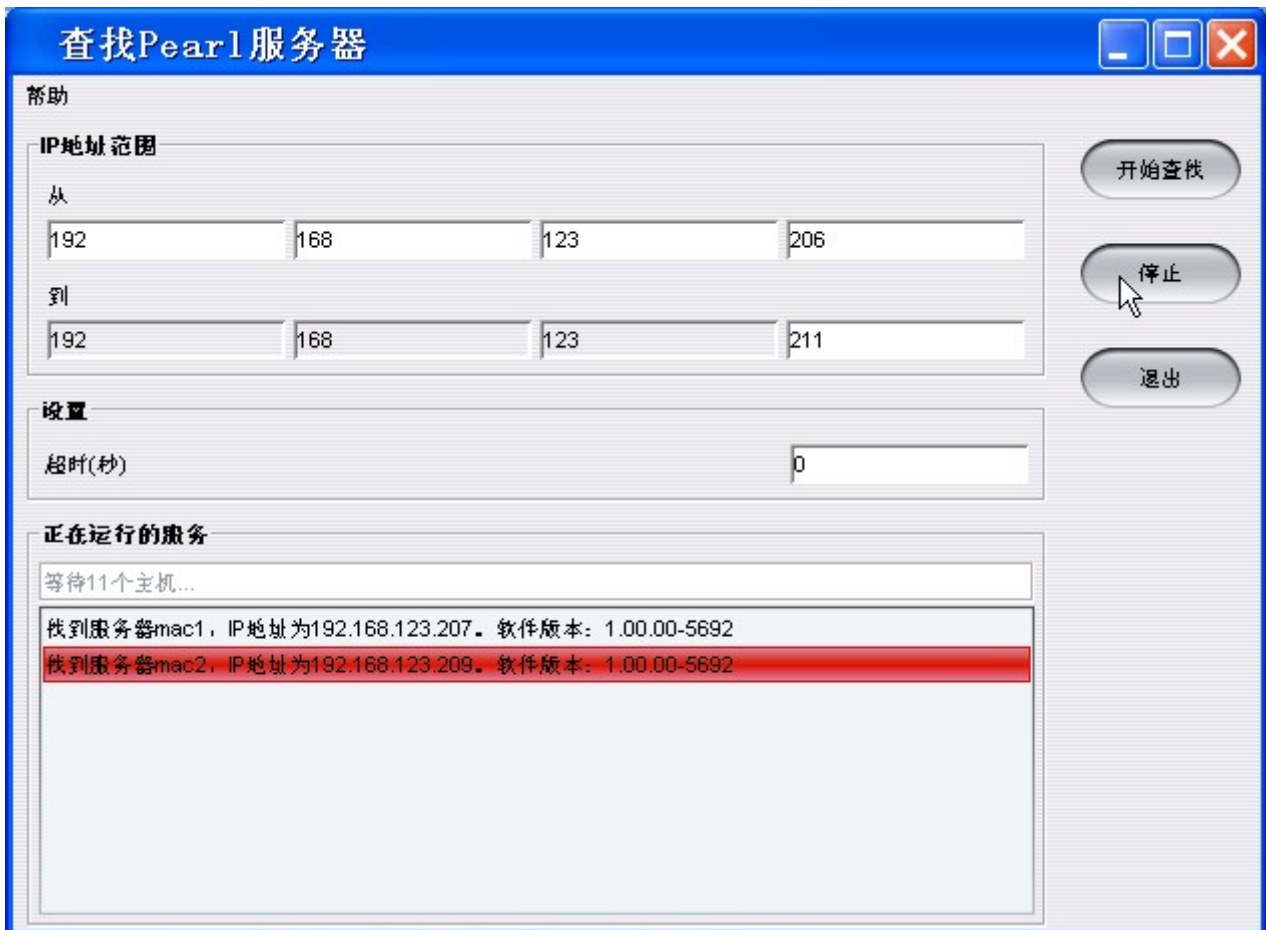 查找Pearl服务器
帮助
IP地址范围
开始查找
从
192 168 123 206
停止
到
192 168 123 211
退出
设置
超时(秒) 0
正在运行的服务
等待11个主机...
找到服务器mac1，IP地址为192.168.123.207。软件版本：1.00.00-5692
找到服务器mac2，IP地址为192.168.123.209。软件版本：1.00.00-5692